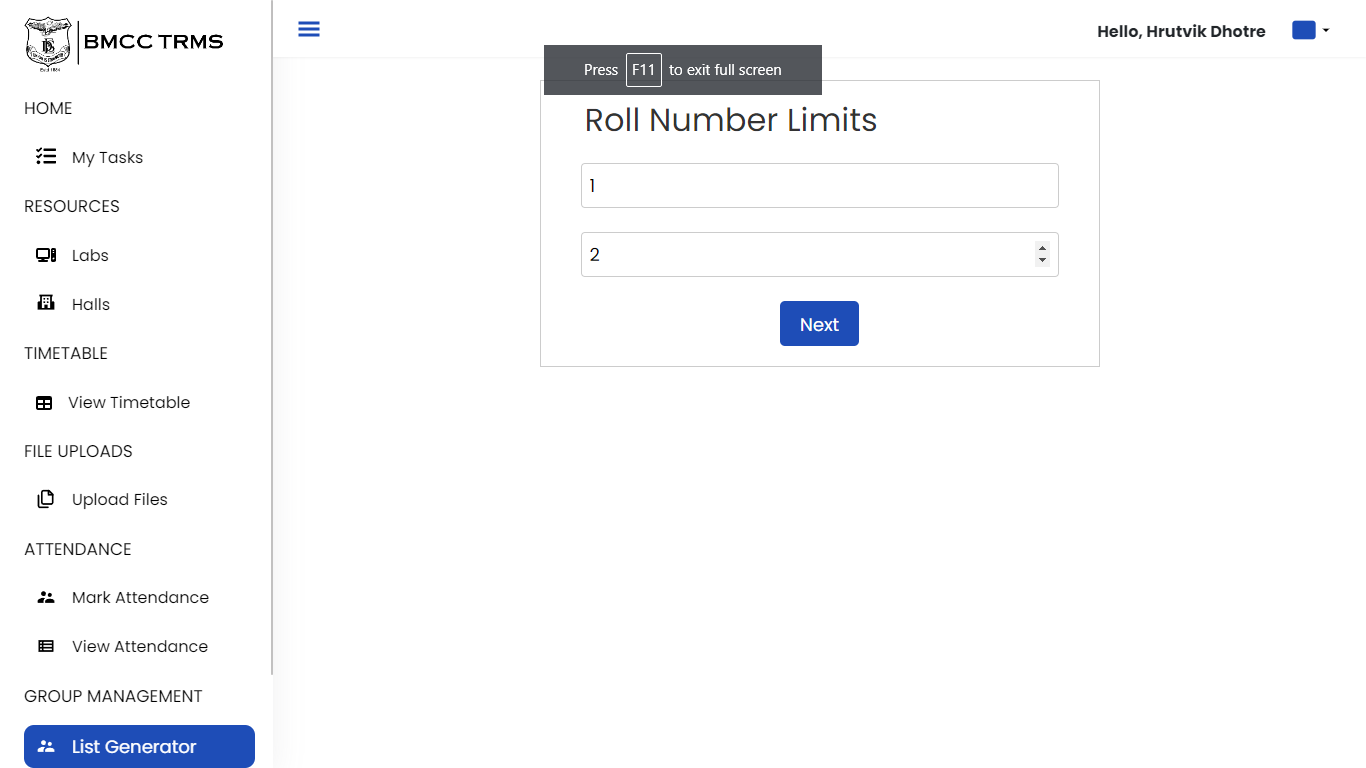 BMCC TRMS
Hello, Hrutvik Dhotre
Press F11 to exit full screen
HOME
My Tasks
RESOURCES
Labs
Halls
TIMETABLE
View Timetable
FILE UPLOADS
Upload Files
ATTENDANCE
Mark Attendance
View Attendance
GROUP MANAGEMENT
List Generator
Roll Number Limits
1
2
Next